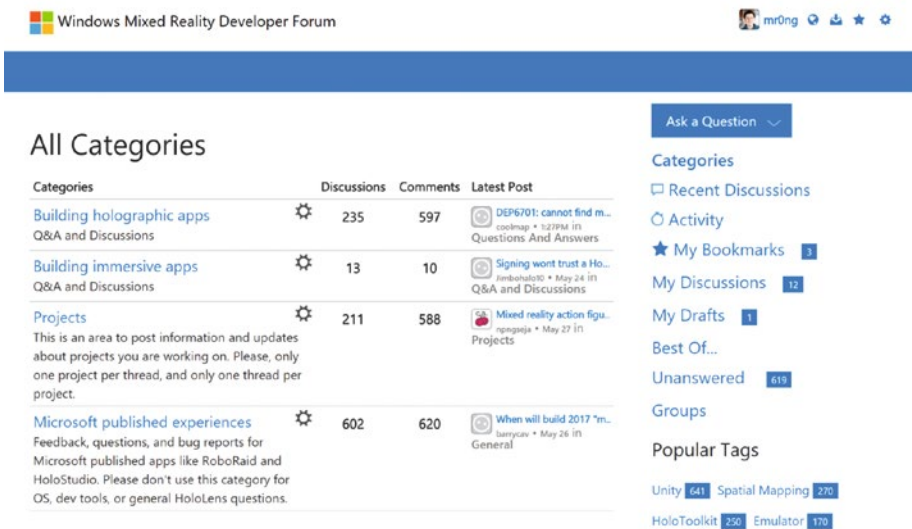 Windows Mixed Reality Developer Forum
mr0ng
All Categories
Categories Discussions Comments Latest Post
Building holographic apps 235 597 DEP6701: cannot find m...
Q&A and Discussions coolmap • 1:27PM in
Questions And Answers
Building immersive apps 13 10 Signing wont trust a Ho...
Q&A and Discussions Jimbohalo10 • May 24 in
Q&A and Discussions
Projects 211 588 Mixed reality action figu...
This is an area to post information and updates npngseja • May 27 in
about projects you are working on. Please, only Projects
one project per thread, and only one thread per
project.
Microsoft published experiences 602 620 When will build 2017 "m...
Feedback, questions, and bug reports for barrycav • May 26 in
Microsoft published apps like RoboRaid and General
HoloStudio. Please don't use this category for
OS, dev tools, or general HoloLens questions.
Ask a Question
Categories
Recent Discussions
Activity
My Bookmarks 3
My Discussions 12
My Drafts 1
Best Of...
Unanswered 619
Groups
Popular Tags
Unity 641 Spatial Mapping 270
HoloToolkit 250 Emulator 170